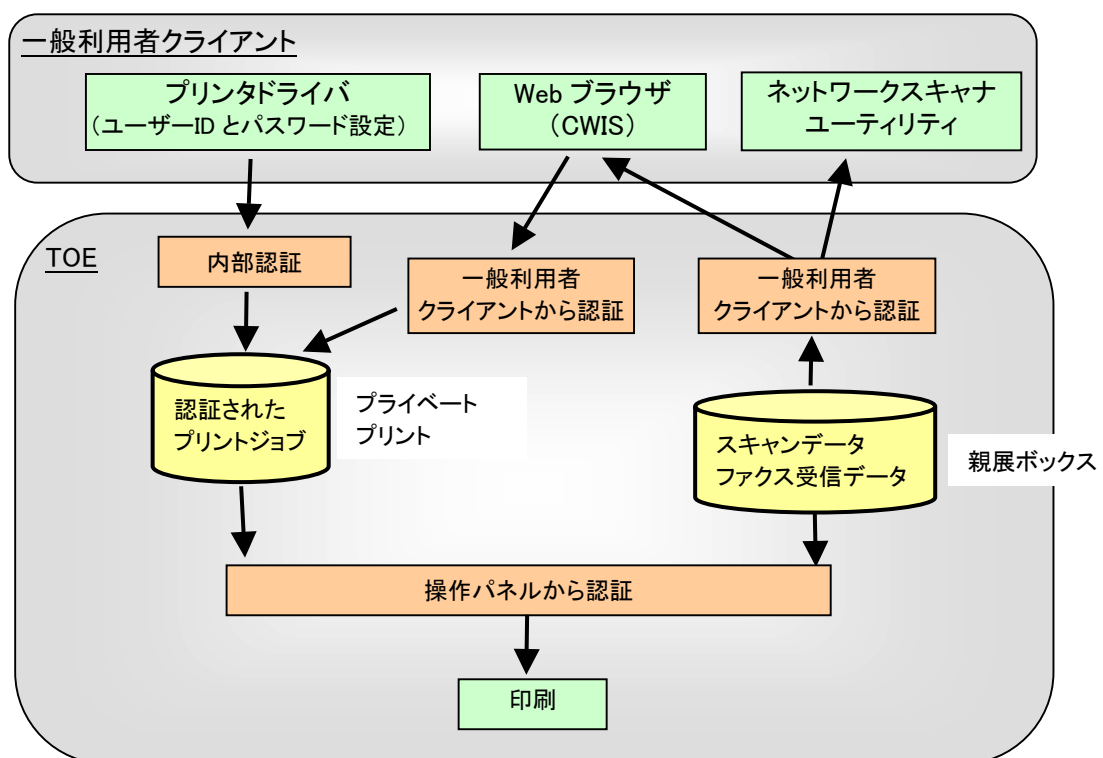 一般利用者クライアント
プリンタドライバ
（ユーザーID とパスワード設定）
Web ブラウザ
（CWIS）
ネットワークスキャナ
ユーティリティ
TOE
内部認証
一般利用者
クライアントから認証
一般利用者
クライアントから認証
認証された
プリントジョブ
プライベート
プリント
スキャンデータ
ファクス受信データ
親展ボックス
操作パネルから認証
印刷